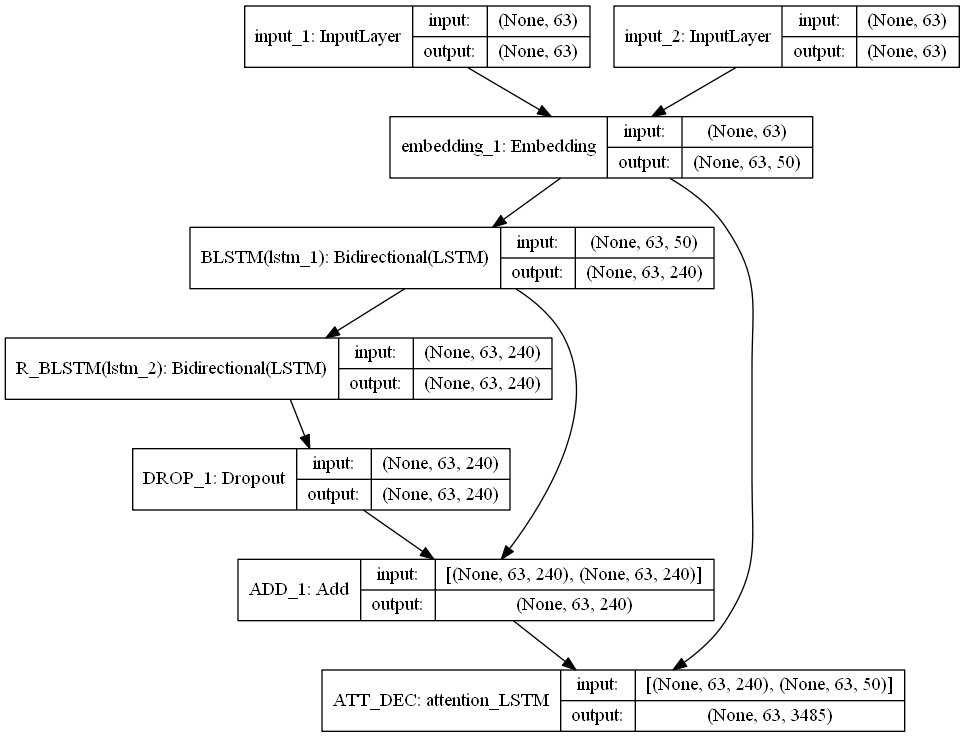 input_1: InputLayer
input:
(None, 63)
output:
(None, 63)
input_2: InputLayer
input:
(None, 63)
output:
(None, 63)
embedding_1: Embedding
input:
(None, 63)
output:
(None, 63, 50)
BLSTM(lstm_1): Bidirectional(LSTM)
input:
(None, 63, 50)
output:
(None, 63, 240)
R_BLSTM(lstm_2): Bidirectional(LSTM)
input:
(None, 63, 240)
output:
(None, 63, 240)
DROP_1: Dropout
input:
(None, 63, 240)
output:
(None, 63, 240)
ADD_1: Add
input:
[(None, 63, 240), (None, 63, 240)]
output:
(None, 63, 240)
ATT_DEC: attention_LSTM
input:
[(None, 63, 240), (None, 63, 50)]
output:
(None, 63, 3485)